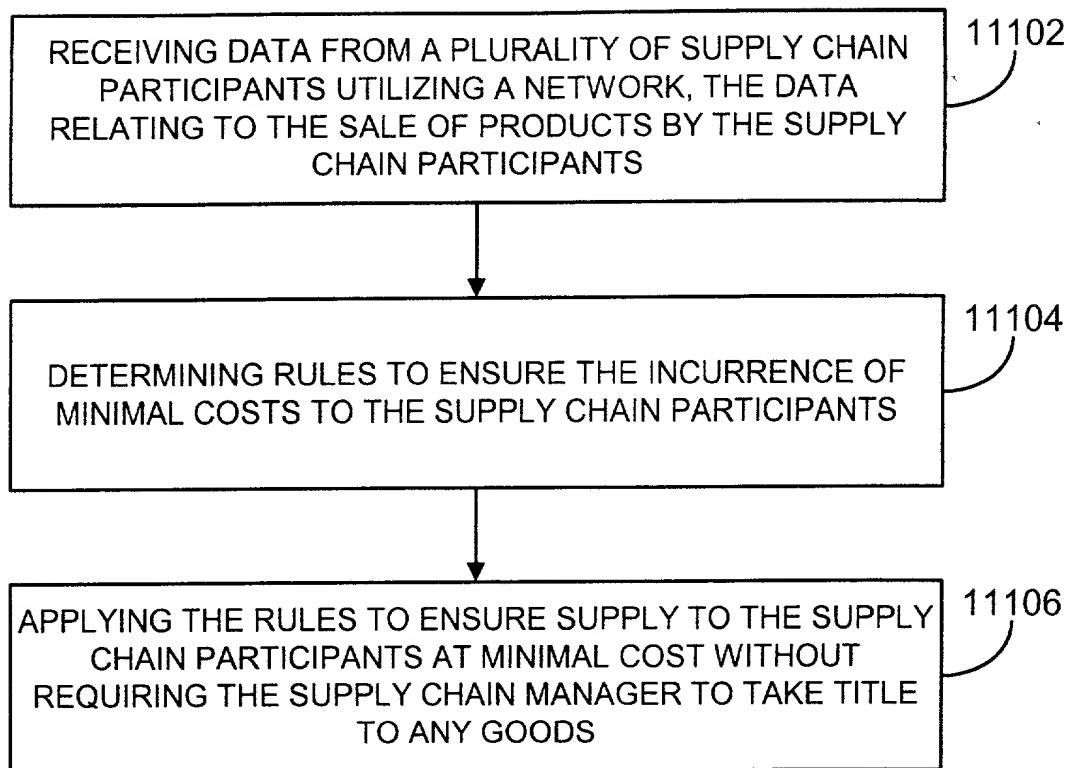 RECEIVING DATA FROM A PLURALITY OF SUPPLY CHAIN
PARTICIPANTS UTILIZING A NETWORK, THE DATA
RELATING TO THE SALE OF PRODUCTS BY THE SUPPLY
CHAIN PARTICIPANTS
11102
DETERMINING RULES TO ENSURE THE INCURRENCE OF
MINIMAL COSTS TO THE SUPPLY CHAIN PARTICIPANTS
11104
APPLYING THE RULES TO ENSURE SUPPLY TO THE SUPPLY
CHAIN PARTICIPANTS AT MINIMAL COST WITHOUT
REQUIRING THE SUPPLY CHAIN MANAGER TO TAKE TITLE
TO ANY GOODS
11106